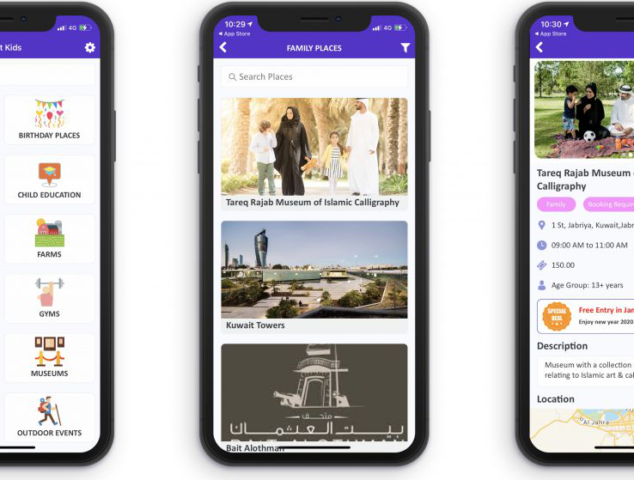 t Kids
BIRTHDAY PLACES
CHILD EDUCATION
FARMS
GYMS
MUSEUMS
OUTDOOR EVENTS
10:29
4G
App Store
FAMILY PLACES
Search Places
Tareq Rajab Museum of Islamic Calligraphy
Kuwait Towers
متحف
بيت العثمان
Bait Alothman
10:30
App Store
Tareq Rajab Museum
Calligraphy
Family
Booking Requir
1 St, Jabriya, Kuwait,Jabr
09:00 AM to 11:00 AM
150.00
Age Group: 13+ years
SPECIAL
DEAL
Free Entry in Jan
Enjoy new year 2020
Description
Museum with a collection
relating to Islamic art & cal
Location
Al Jahra